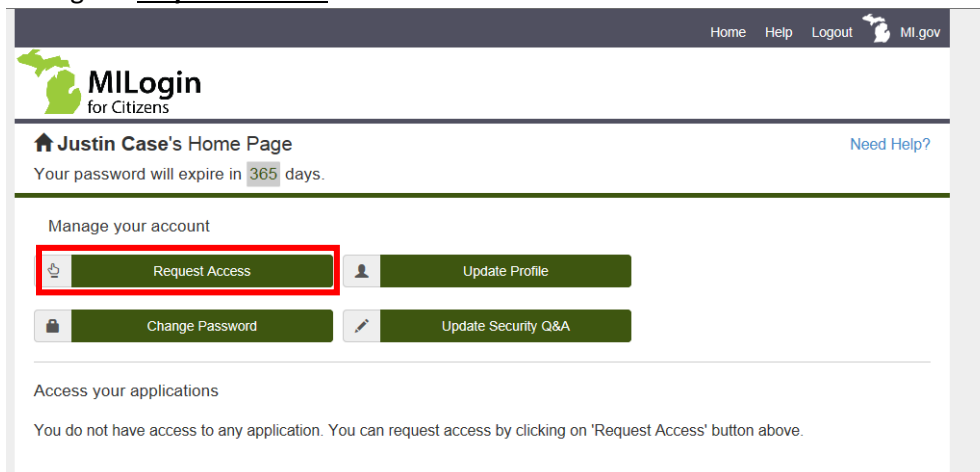 Home Help Logout MI.gov
MILogin
for Citizens
Justin Case's Home Page
Need Help?
Your password will expire in 365 days.
Manage your account
Request Access
Update Profile
Change Password
Update Security Q&A
Access your applications
You do not have access to any application. You can request access by clicking on 'Request Access' button above.